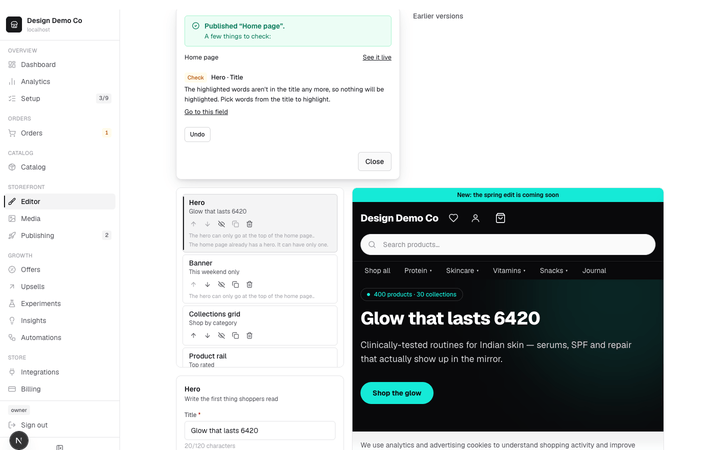 Design Demo Co
localhost
OVERVIEW
Dashboard
Analytics
Setup 3/9
ORDERS
Orders 1
CATALOG
Catalog
STOREFRONT
Editor
Media
Publishing 2
GROWTH
Offers
Upsells
Experiments
Insights
Automations
STORE
Integrations
Billing
owner
Sign out
N
Published “Home page”.
A few things to check:
Home page See it live
Check Hero · Title
The highlighted words aren't in the title any more, so nothing will be
highlighted. Pick words from the title to highlight.
Go to this field
Undo
Close
Earlier versions
Hero
Glow that lasts 6420
The hero can only go at the top of the home page.
The home page already has a hero. It can have only one.
Banner
This weekend only
The hero can only go at the top of the home page.
Collections grid
Shop by category
Product rail
Top rated
Hero
Write the first thing shoppers read
Title *
Glow that lasts 6420
20/120 characters
New: the spring edit is coming soon
Design Demo Co
Search products...
Shop all Protein Skincare Vitamins Snacks Journal
400 products · 30 collections
Glow that lasts 6420
Clinically-tested routines for Indian skin — serums, SPF and repair
that actually show up in the mirror.
Shop the glow
We use analytics and advertising cookies to understand shopping activity and improve